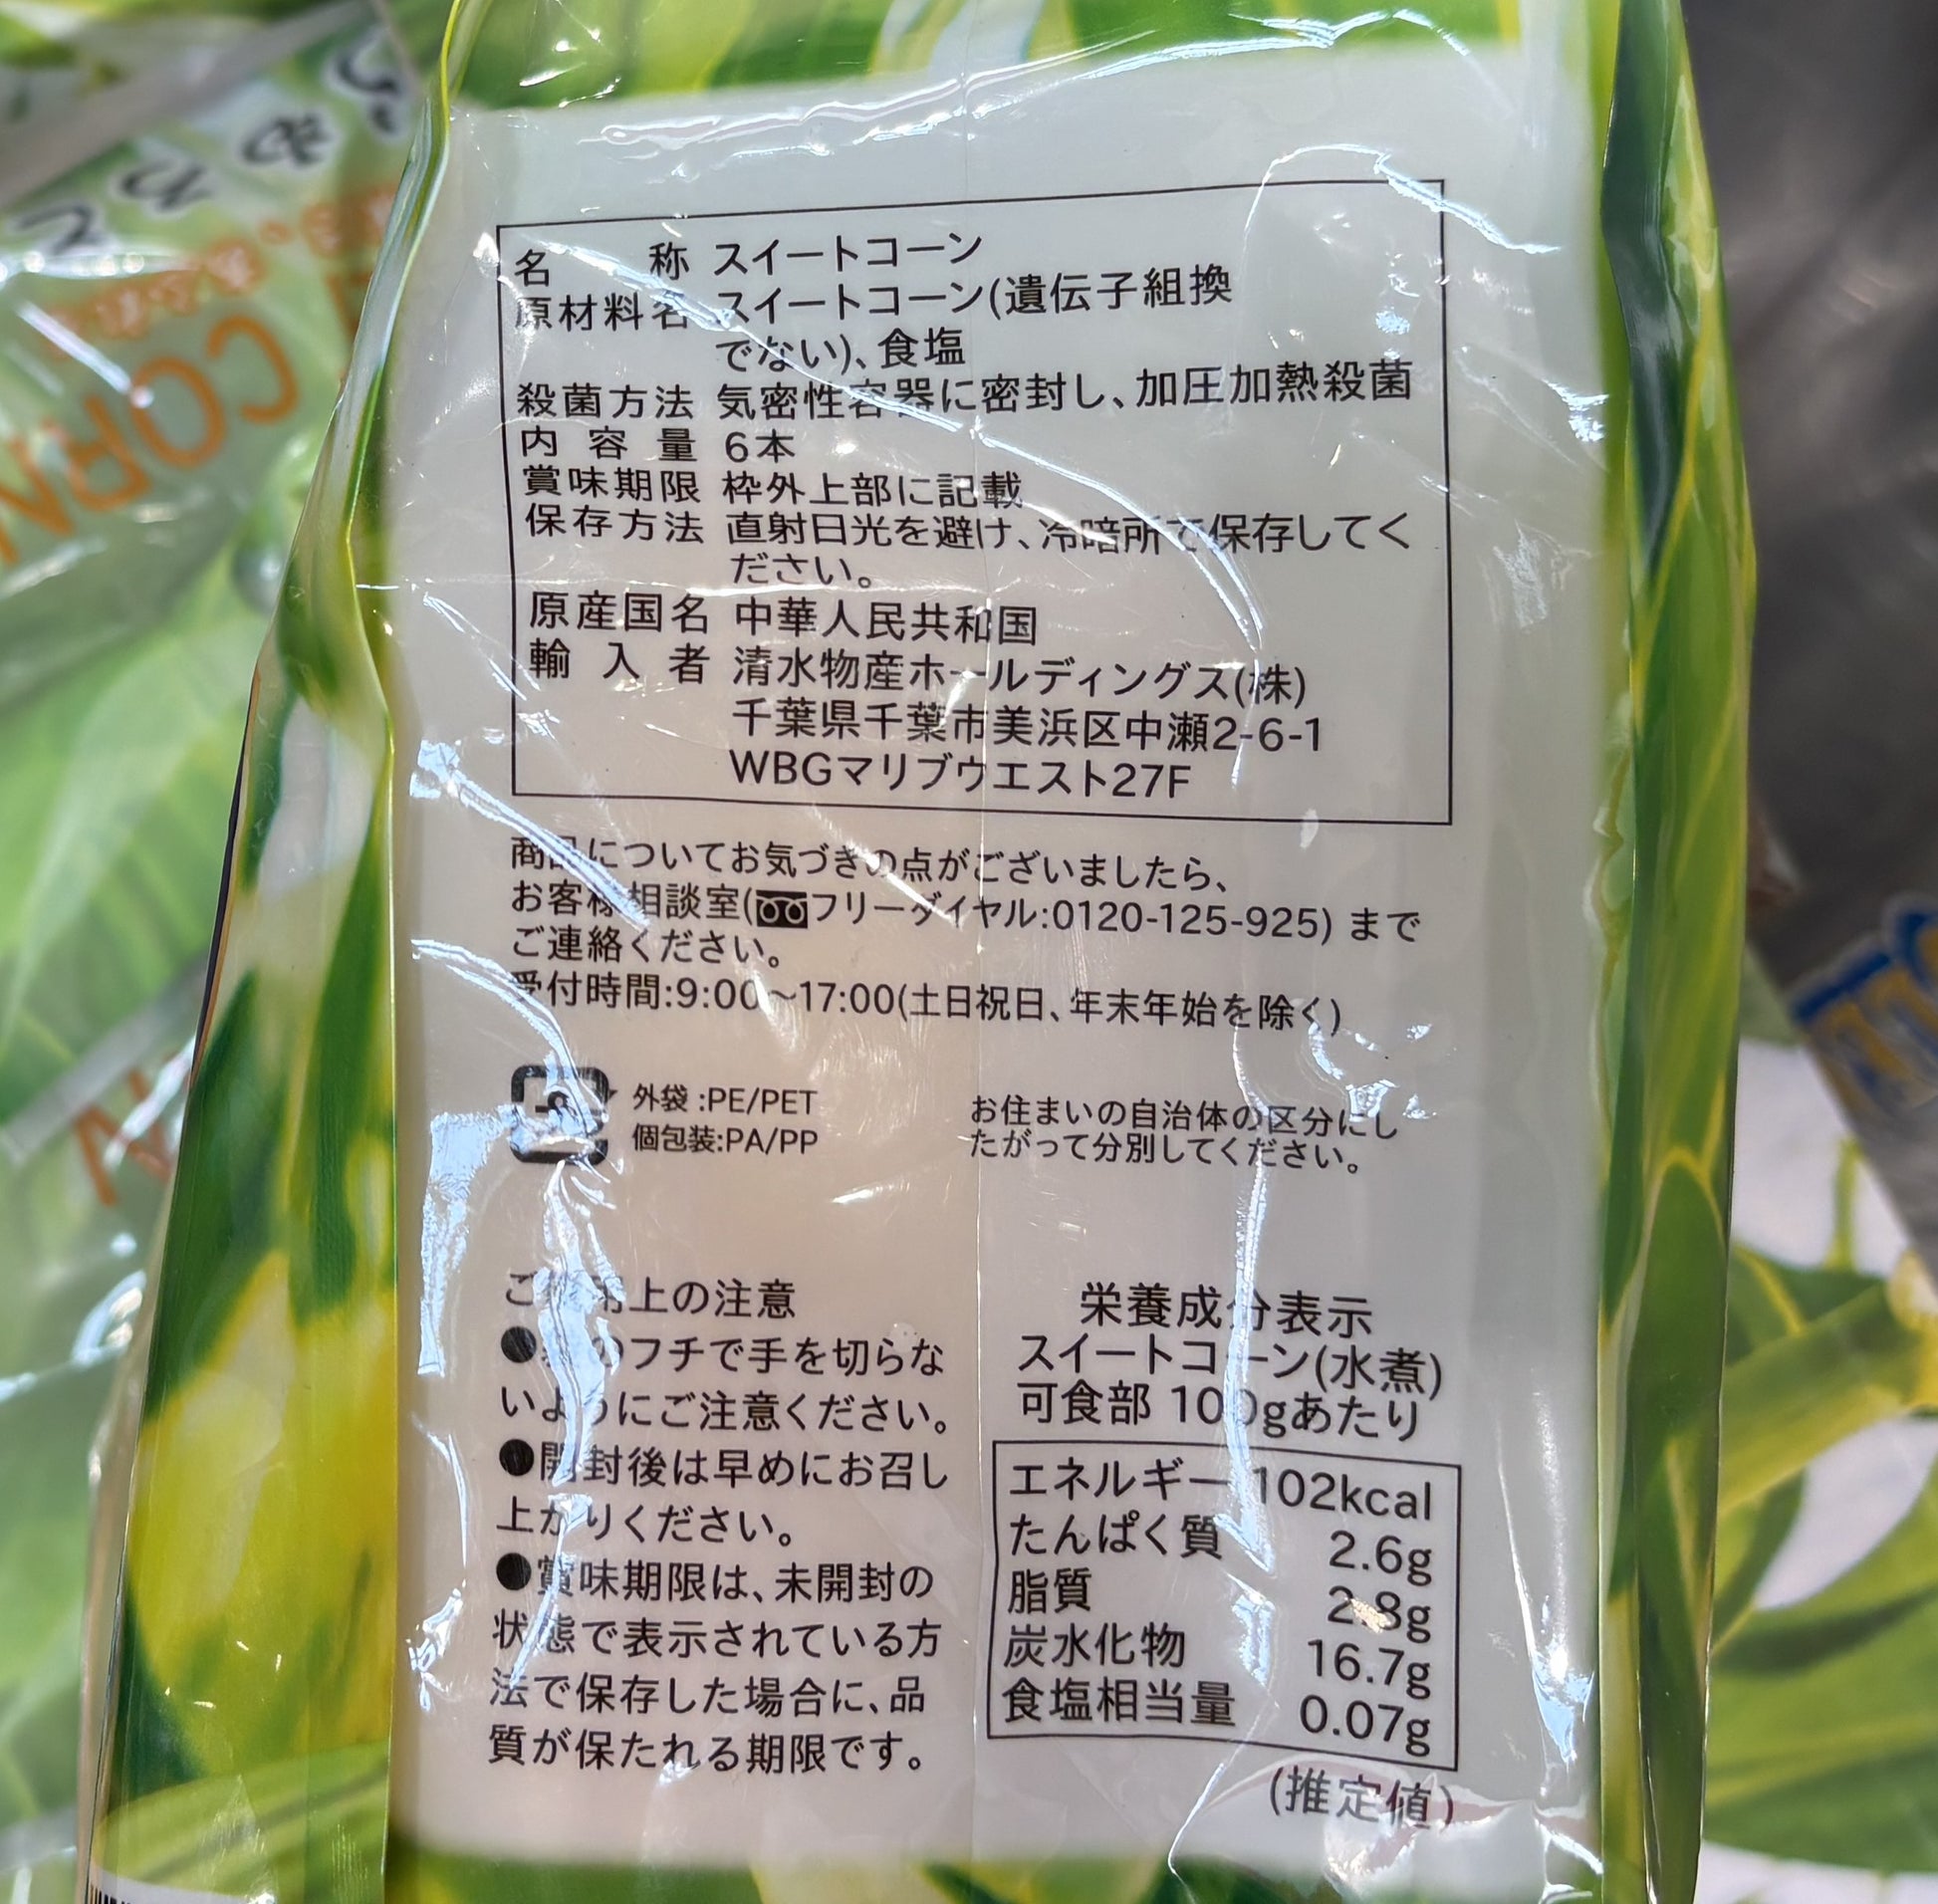 名称 スイートコーン
原材料名 スイートコーン(遺伝子組換
でない)、食塩
殺菌方法 気密性容器に密封し、加圧加熱殺菌
内容量 6本
賞味期限 枠外上部に記載
保存方法 直射日光を避け、冷暗所で保存してく
ださい。
原産国名 中華人民共和国
輸入者 清水物産ホールディングス(株)
千葉県千葉市美浜区中瀬2-6-1
WBGマリブウエスト27F
商品についてお気づきの点がございましたら、
お客様相談室(フリーダイヤル:0120-125-925) まで
ご連絡ください。
受付時間:9:00~17:00(土日祝日、年末年始を除く)
外袋 :PE/PET
個包装:PA/PP
お住まいの自治体の区分にし
たがって分別してください。
上の注意
●のフチで手を切らな
いようにご注意ください。
●開封後は早めにお召し
上がりください。
●賞味期限は、未開封の
状態で表示されている方
法で保存した場合に、品
質が保たれる期限です。
栄養成分表示
スイートコーン(水煮)
可食部 100gあたり
エネルギー 102kcal
たんぱく質 2.6g
脂質 2.8g
炭水化物 16.7g
食塩相当量 0.07g
(推定値)
CORN